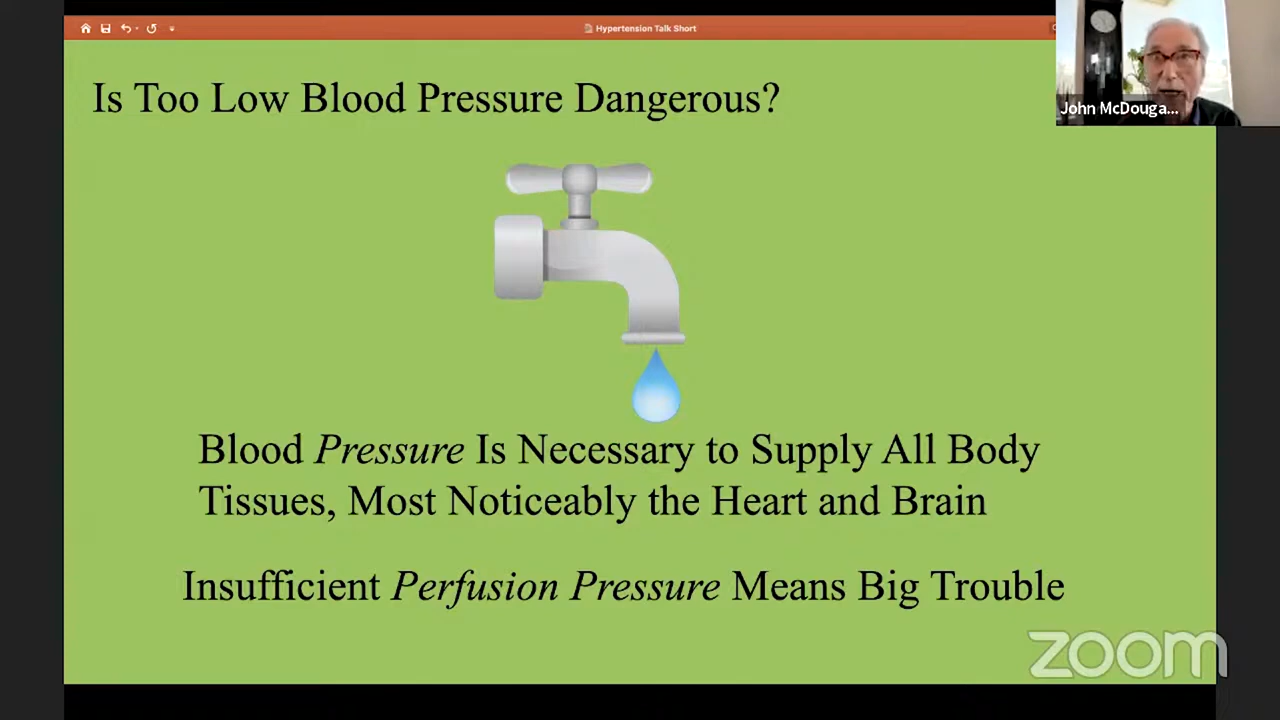 Hypertension Talk Short
John McDouga...
Is Too Low Blood Pressure Dangerous?
Blood Pressure Is Necessary to Supply All Body
Tissues, Most Noticeably the Heart and Brain
Insufficient Perfusion Pressure Means Big Trouble
zoom